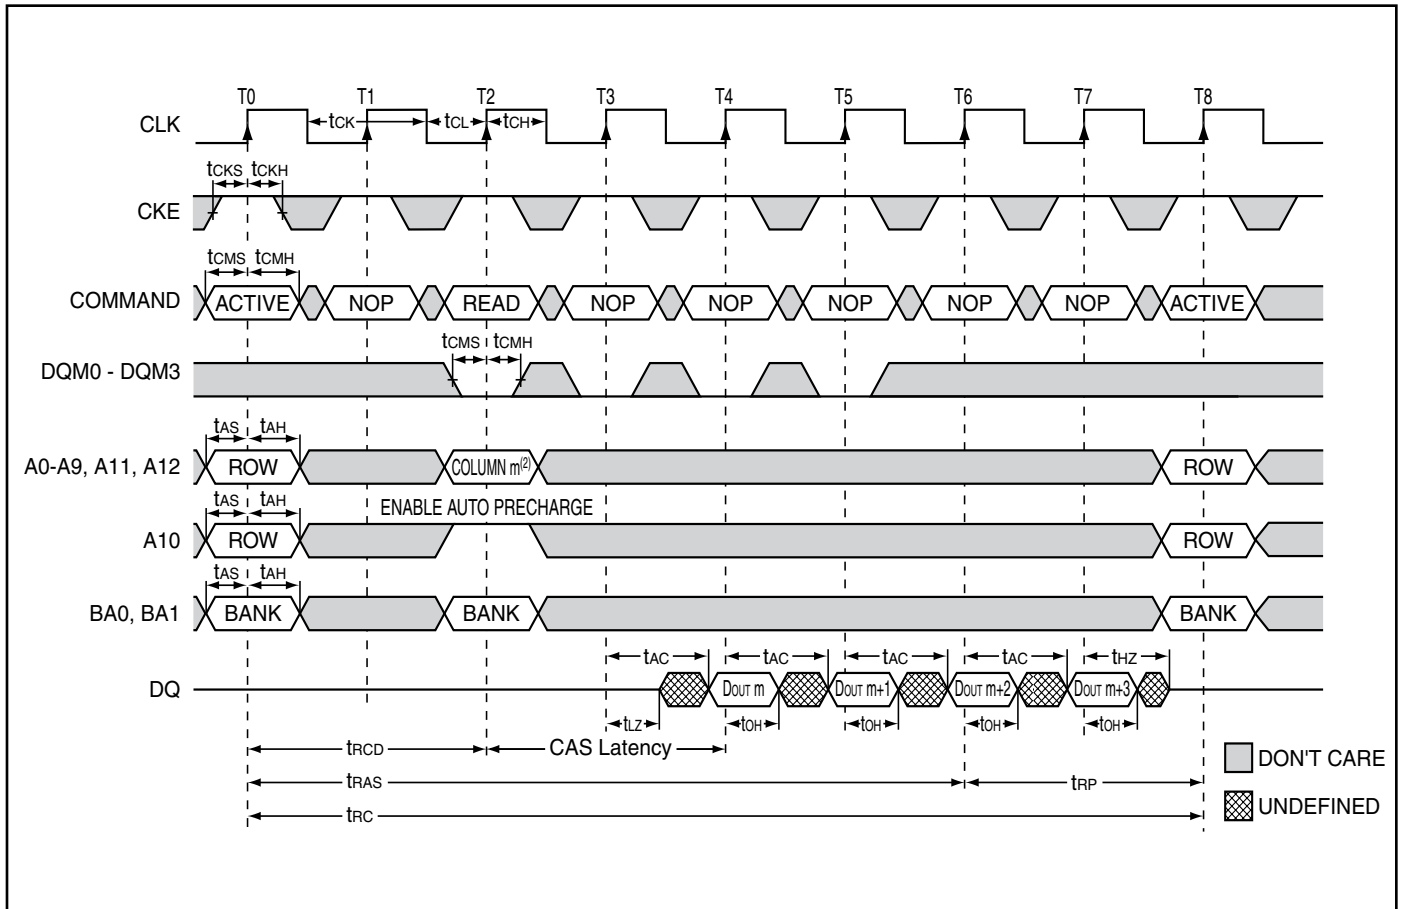 T0 T1 T2 T3 T4 T5 T6 T7 T8
CLK tCK tCL tCH
tCKS tCKH
CKE
tCMS tCMH
COMMAND ACTIVE NOP READ NOP NOP NOP NOP NOP ACTIVE
tCMS tCMH
DQM0 - DQM3
tAS tAH
A0-A9, A11, A12 ROW COLUMN m(2) ROW
tAS tAH ENABLE AUTO PRECHARGE
A10 ROW ROW
tAS tAH
BA0, BA1 BANK BANK BANK
tAC tAC tAC tAC tHZ
DQ DOUT m DOUT m+1 DOUT m+2 DOUT m+3
tLZ tOH tOH tOH tOH
tRCD CAS Latency
DON'T CARE
tRAS tRP
UNDEFINED
tRC